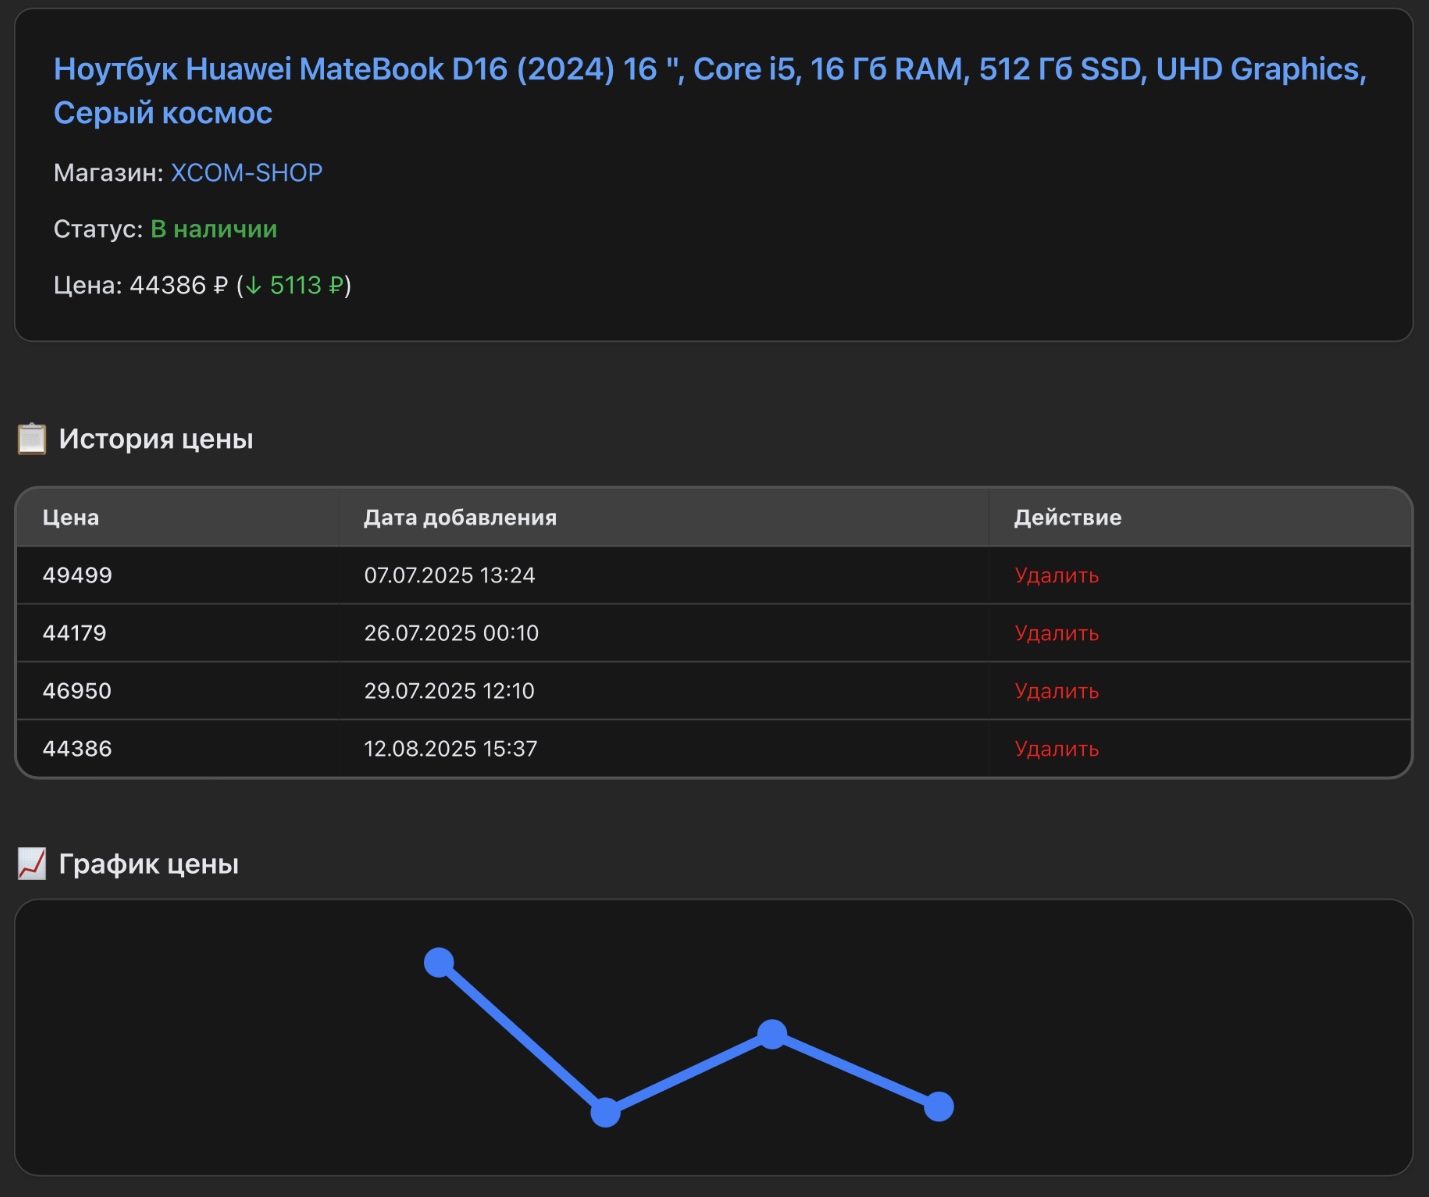 Ноутбук Huawei MateBook D16 (2024) 16 ", Core i5, 16 Гб RAM, 512 Гб SSD, UHD Graphics,
Серый космос
Магазин: XCOM-SHOP
Статус: В наличии
Цена: 44386 ₽ (↓ 5113 ₽)
История цены
Цена Дата добавления Действие
49499 07.07.2025 13:24 Удалить
44179 26.07.2025 00:10 Удалить
46950 29.07.2025 12:10 Удалить
44386 12.08.2025 15:37 Удалить
График цены